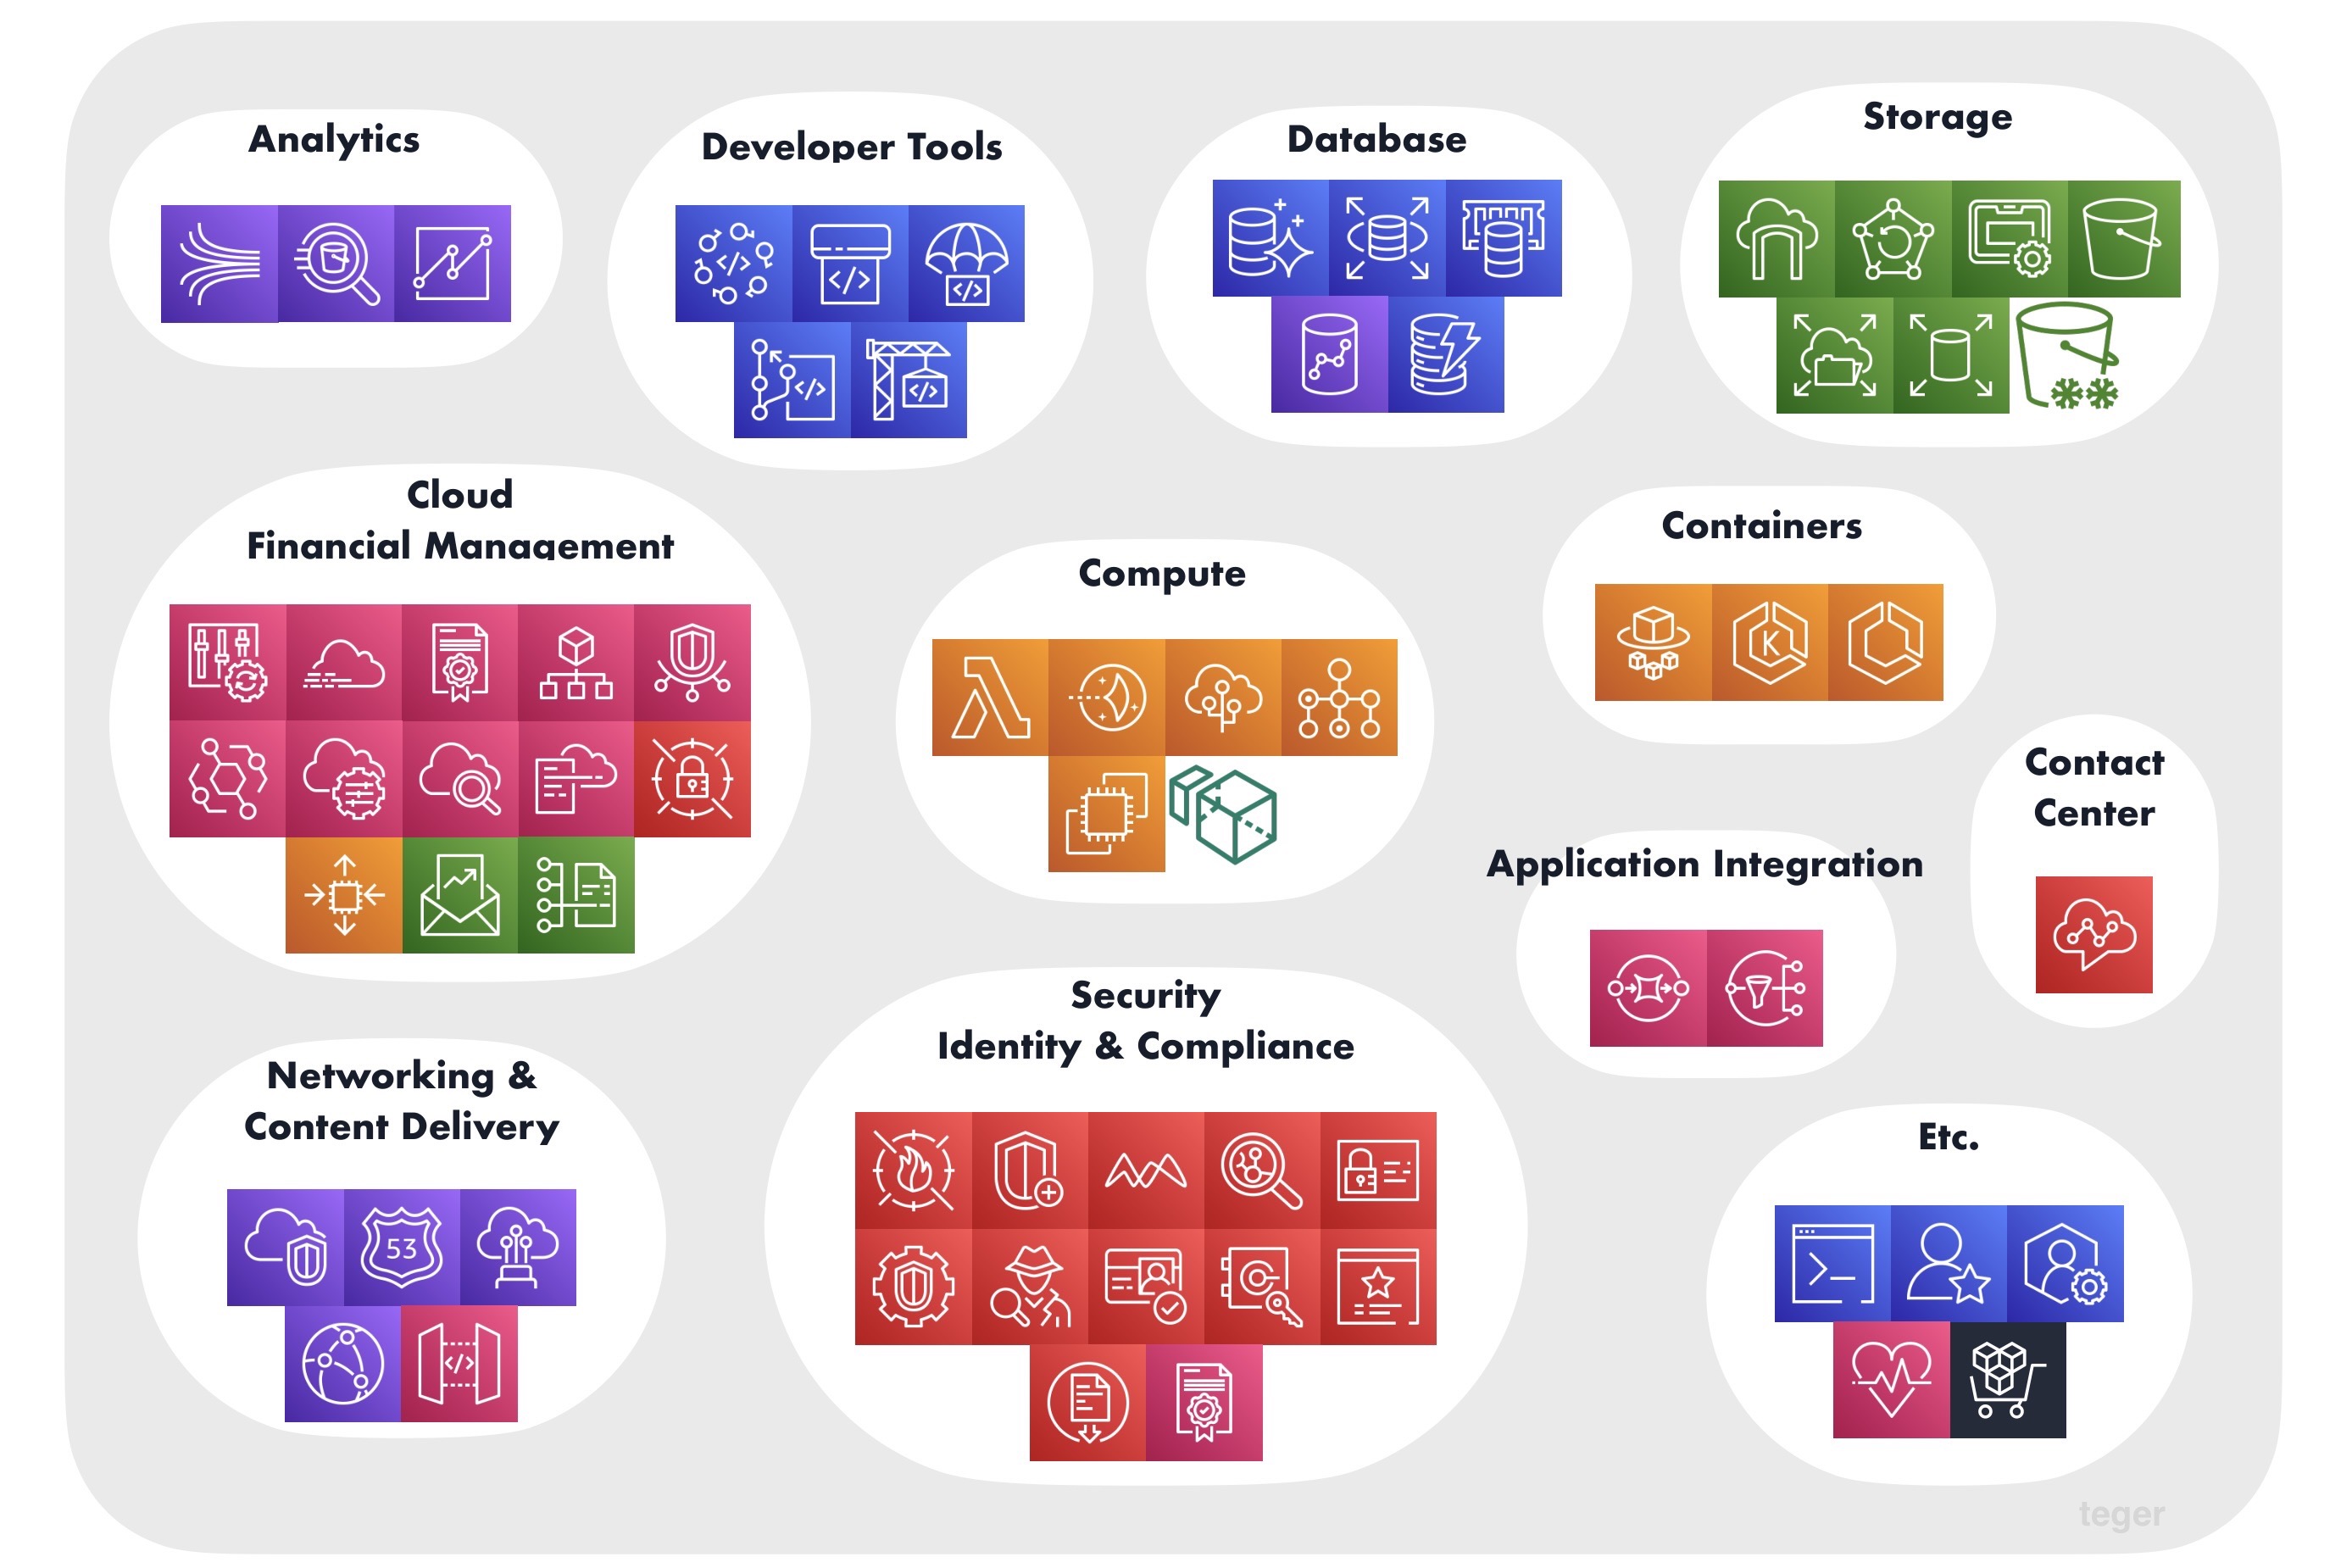 Analytics
Developer Tools
Database
Storage
Cloud
Financial Management
Compute
Containers
K
Contact
Center
Application Integration
Networking &
Content Delivery
53
Security
Identity & Compliance
Etc.
teger